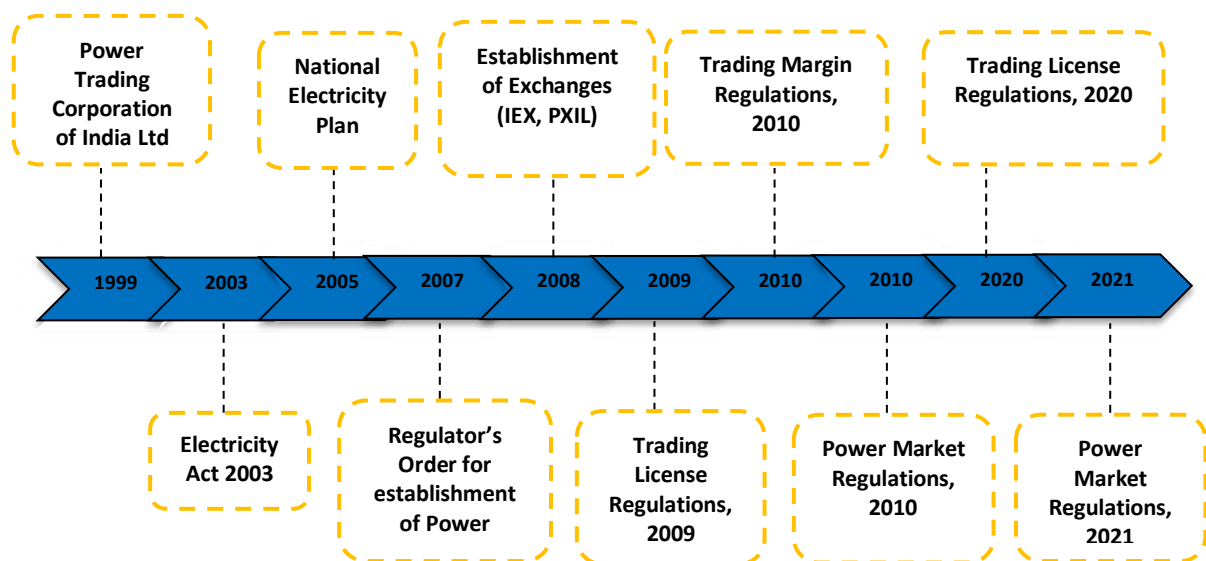 Power
Trading
Corporation
of India Ltd
National
Electricity
Plan
Establishment
of Exchanges
(IEX, PXIL)
Trading Margin
Regulations,
2010
Trading License
Regulations, 2020
1999
2003
2005
2007
2008
2009
2010
2010
2020
2021
Electricity
Act 2003
Regulator’s
Order for
establishment
of Power
Trading
License
Regulations,
2009
Power Market
Regulations,
2010
Power
Market
Regulations,
2021